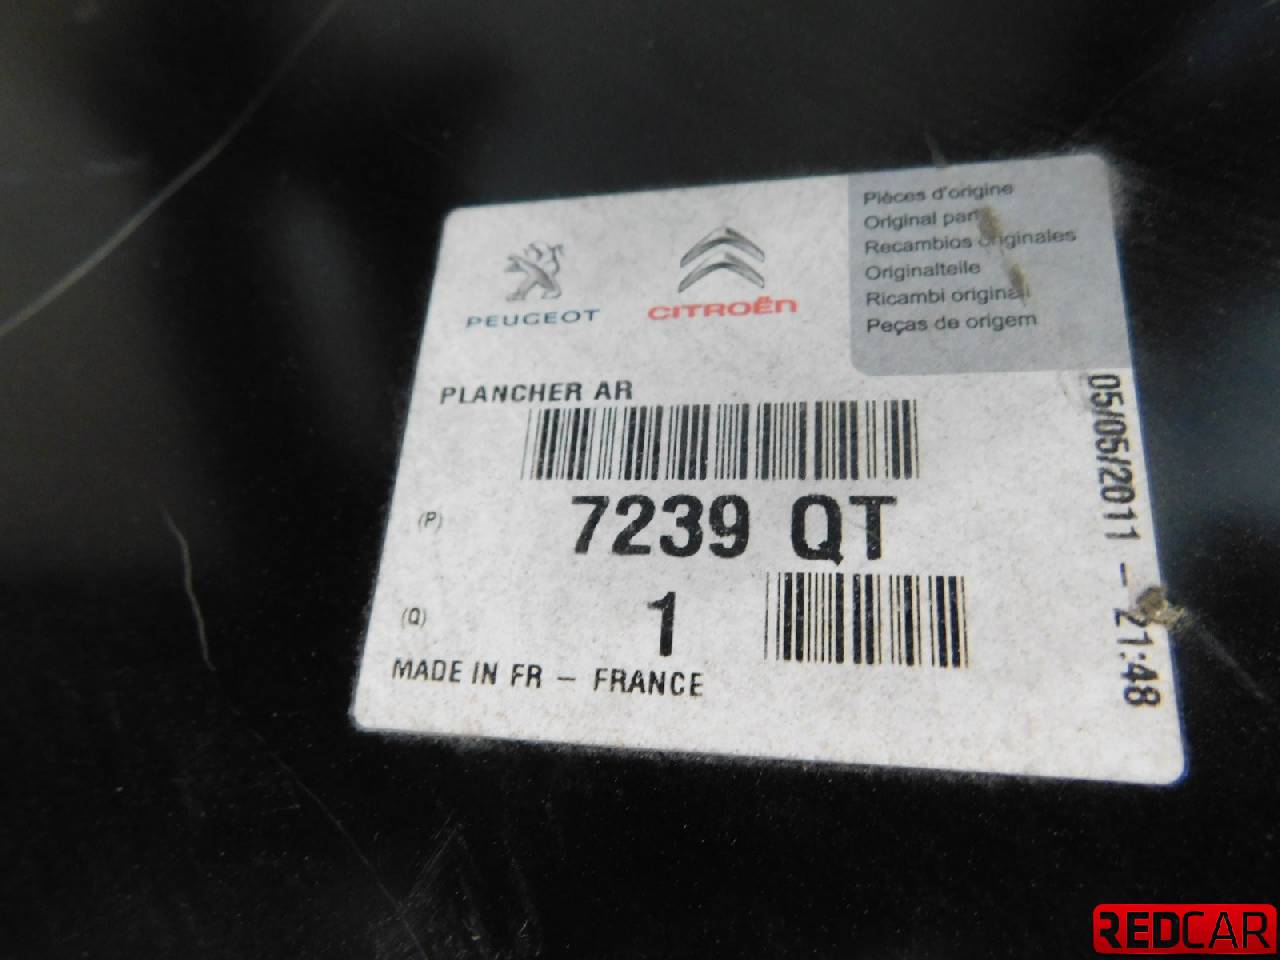 PEUGEOT
CITROËN
Pièces d'origine
Original parts
Recambios originales
Originalteile
Ricambi originali
Peças de origem
PLANCHER AR
(P) 7239 QT
(Q) 1
MADE IN FR - FRANCE
05/05/2011 - 21:48
REDCAR